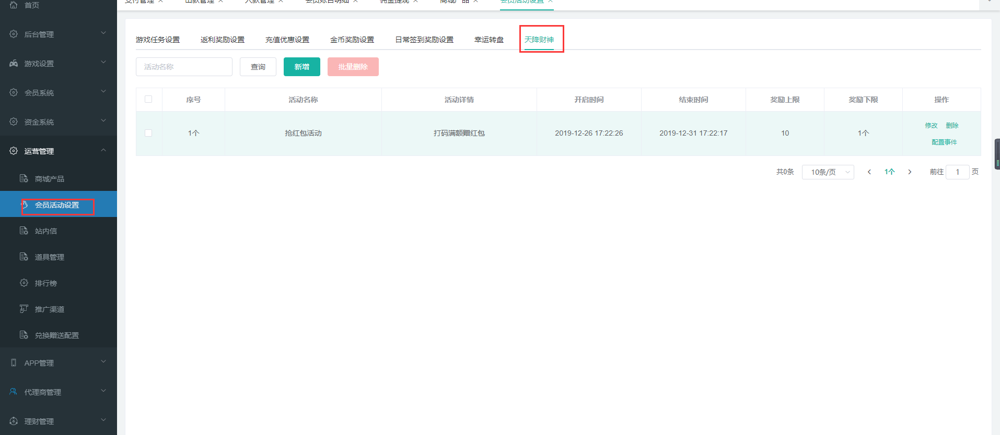 首页
后台管理
游戏设置
会员系统
资金系统
运营管理
商城产品
会员活动设置
站内信
道具管理
排行榜
推广渠道
兑换赠送配置
APP管理
代理商管理
理财管理
支付管理 出款管理 入款管理 会员账目明细 佣金提现 商城产品 会员活动设置
游戏任务设置 返利奖励设置 充值优惠设置 金币奖励设置 日常签到奖励设置 幸运转盘 天降财神
活动名称 查询 新增 批量删除
序号 活动名称 活动详情 开启时间 结束时间 奖励上限 奖励下限 操作
1个 抢红包活动 打码满额赠红包 2019-12-26 17:22:26 2019-12-31 17:22:17 10 1个 修改 删除
配置事件
共0条 10条/页 1个 前往 1 页